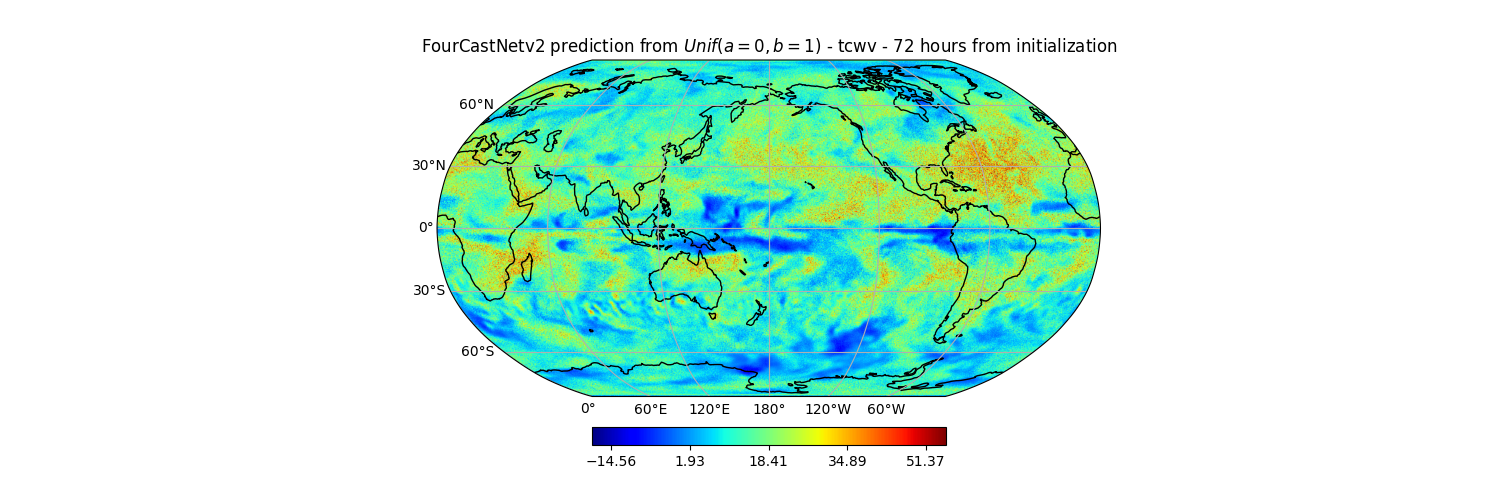 FourCastNetv2 prediction from Unif(a = 0, b = 1) - tcwv - 72 hours from initialization
60°N
30°N
0°
30°S
60°S
0° 60°E 120°E 180° 120°W 60°W
−14.56 1.93 18.41 34.89 51.37